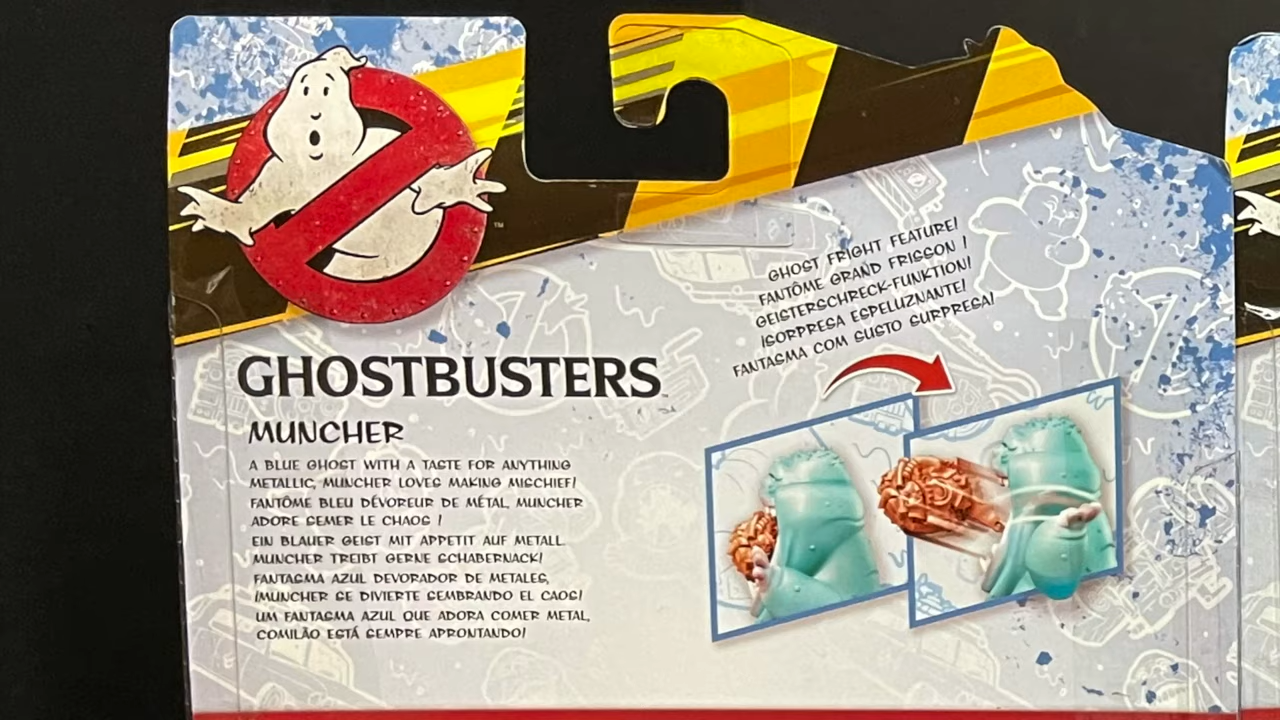 ™
GHOST FRIGHT FEATURE!
FANTÔME GRAND FRISSON !
GEISTERSCHRECK-FUNKTION!
¡SORPRESA ESPELUZNANTE!
FANTASMA COM SUSTO SURPRESA!
GHOSTBUSTERS™
MUNCHER
A BLUE GHOST WITH A TASTE FOR ANYTHING
METALLIC, MUNCHER LOVES MAKING MISCHIEF!
FANTÔME BLEU DÉVOREUR DE MÉTAL, MUNCHER
ADORE SEMER LE CHAOS !
EIN BLAUER GEIST MIT APPETIT AUF METALL.
MUNCHER TREIBT GERNE SCHABERNACK!
FANTASMA AZUL DEVORADOR DE METALES,
¡MUNCHER SE DIVIERTE SEMBRANDO EL CAOS!
UM FANTASMA AZUL QUE ADORA COMER METAL,
COMILÃO ESTÁ SEMPRE APRONTANDO!